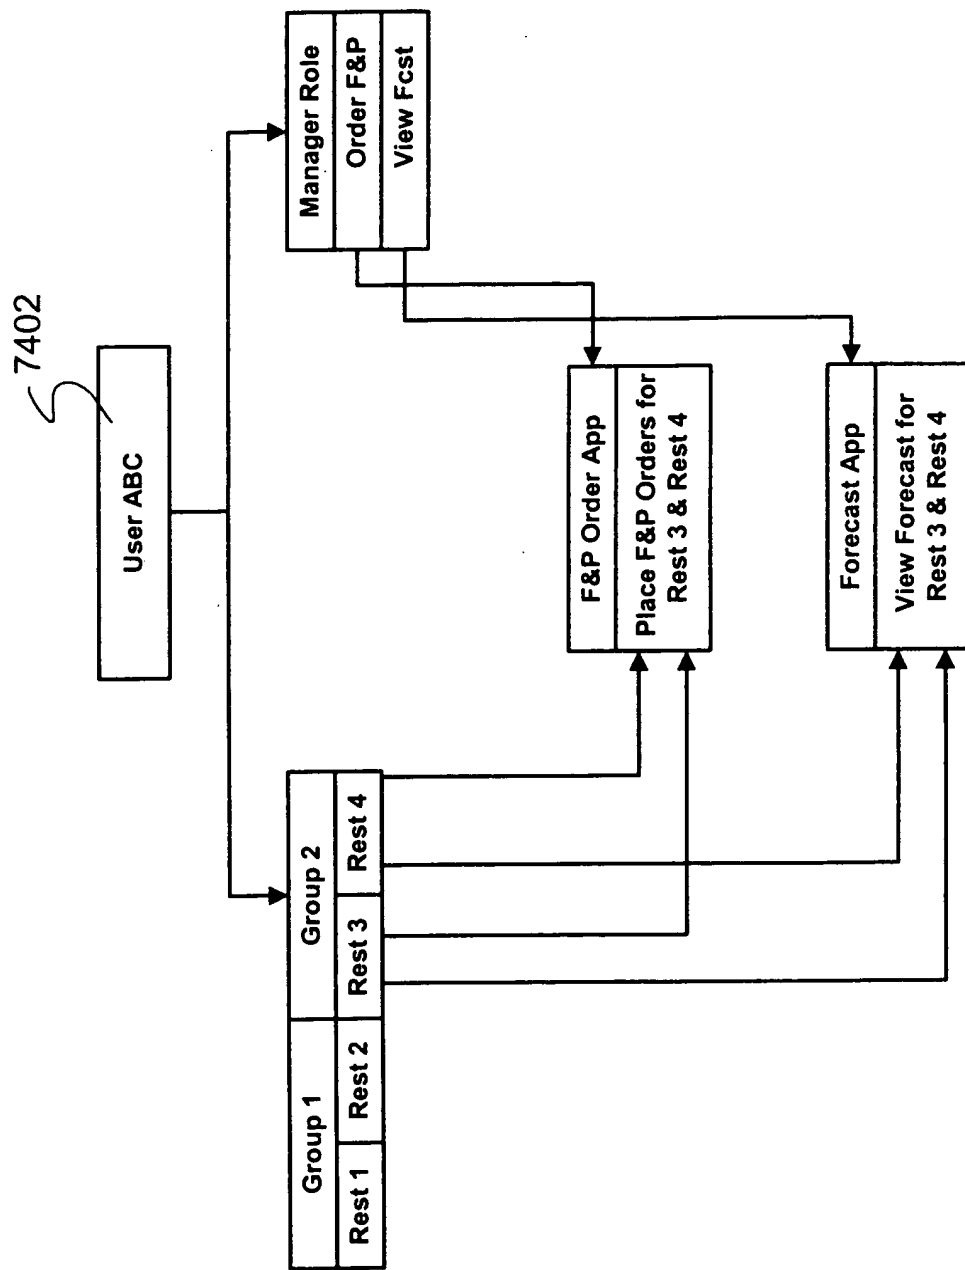 7402
User ABC
Group 1
Group 2
Rest 1
Rest 2
Rest 3
Rest 4
Manager Role
Order F&P
View Fcst
F&P Order App
Place F&P Orders for
Rest 3 & Rest 4
Forecast App
View Forecast for
Rest 3 & Rest 4